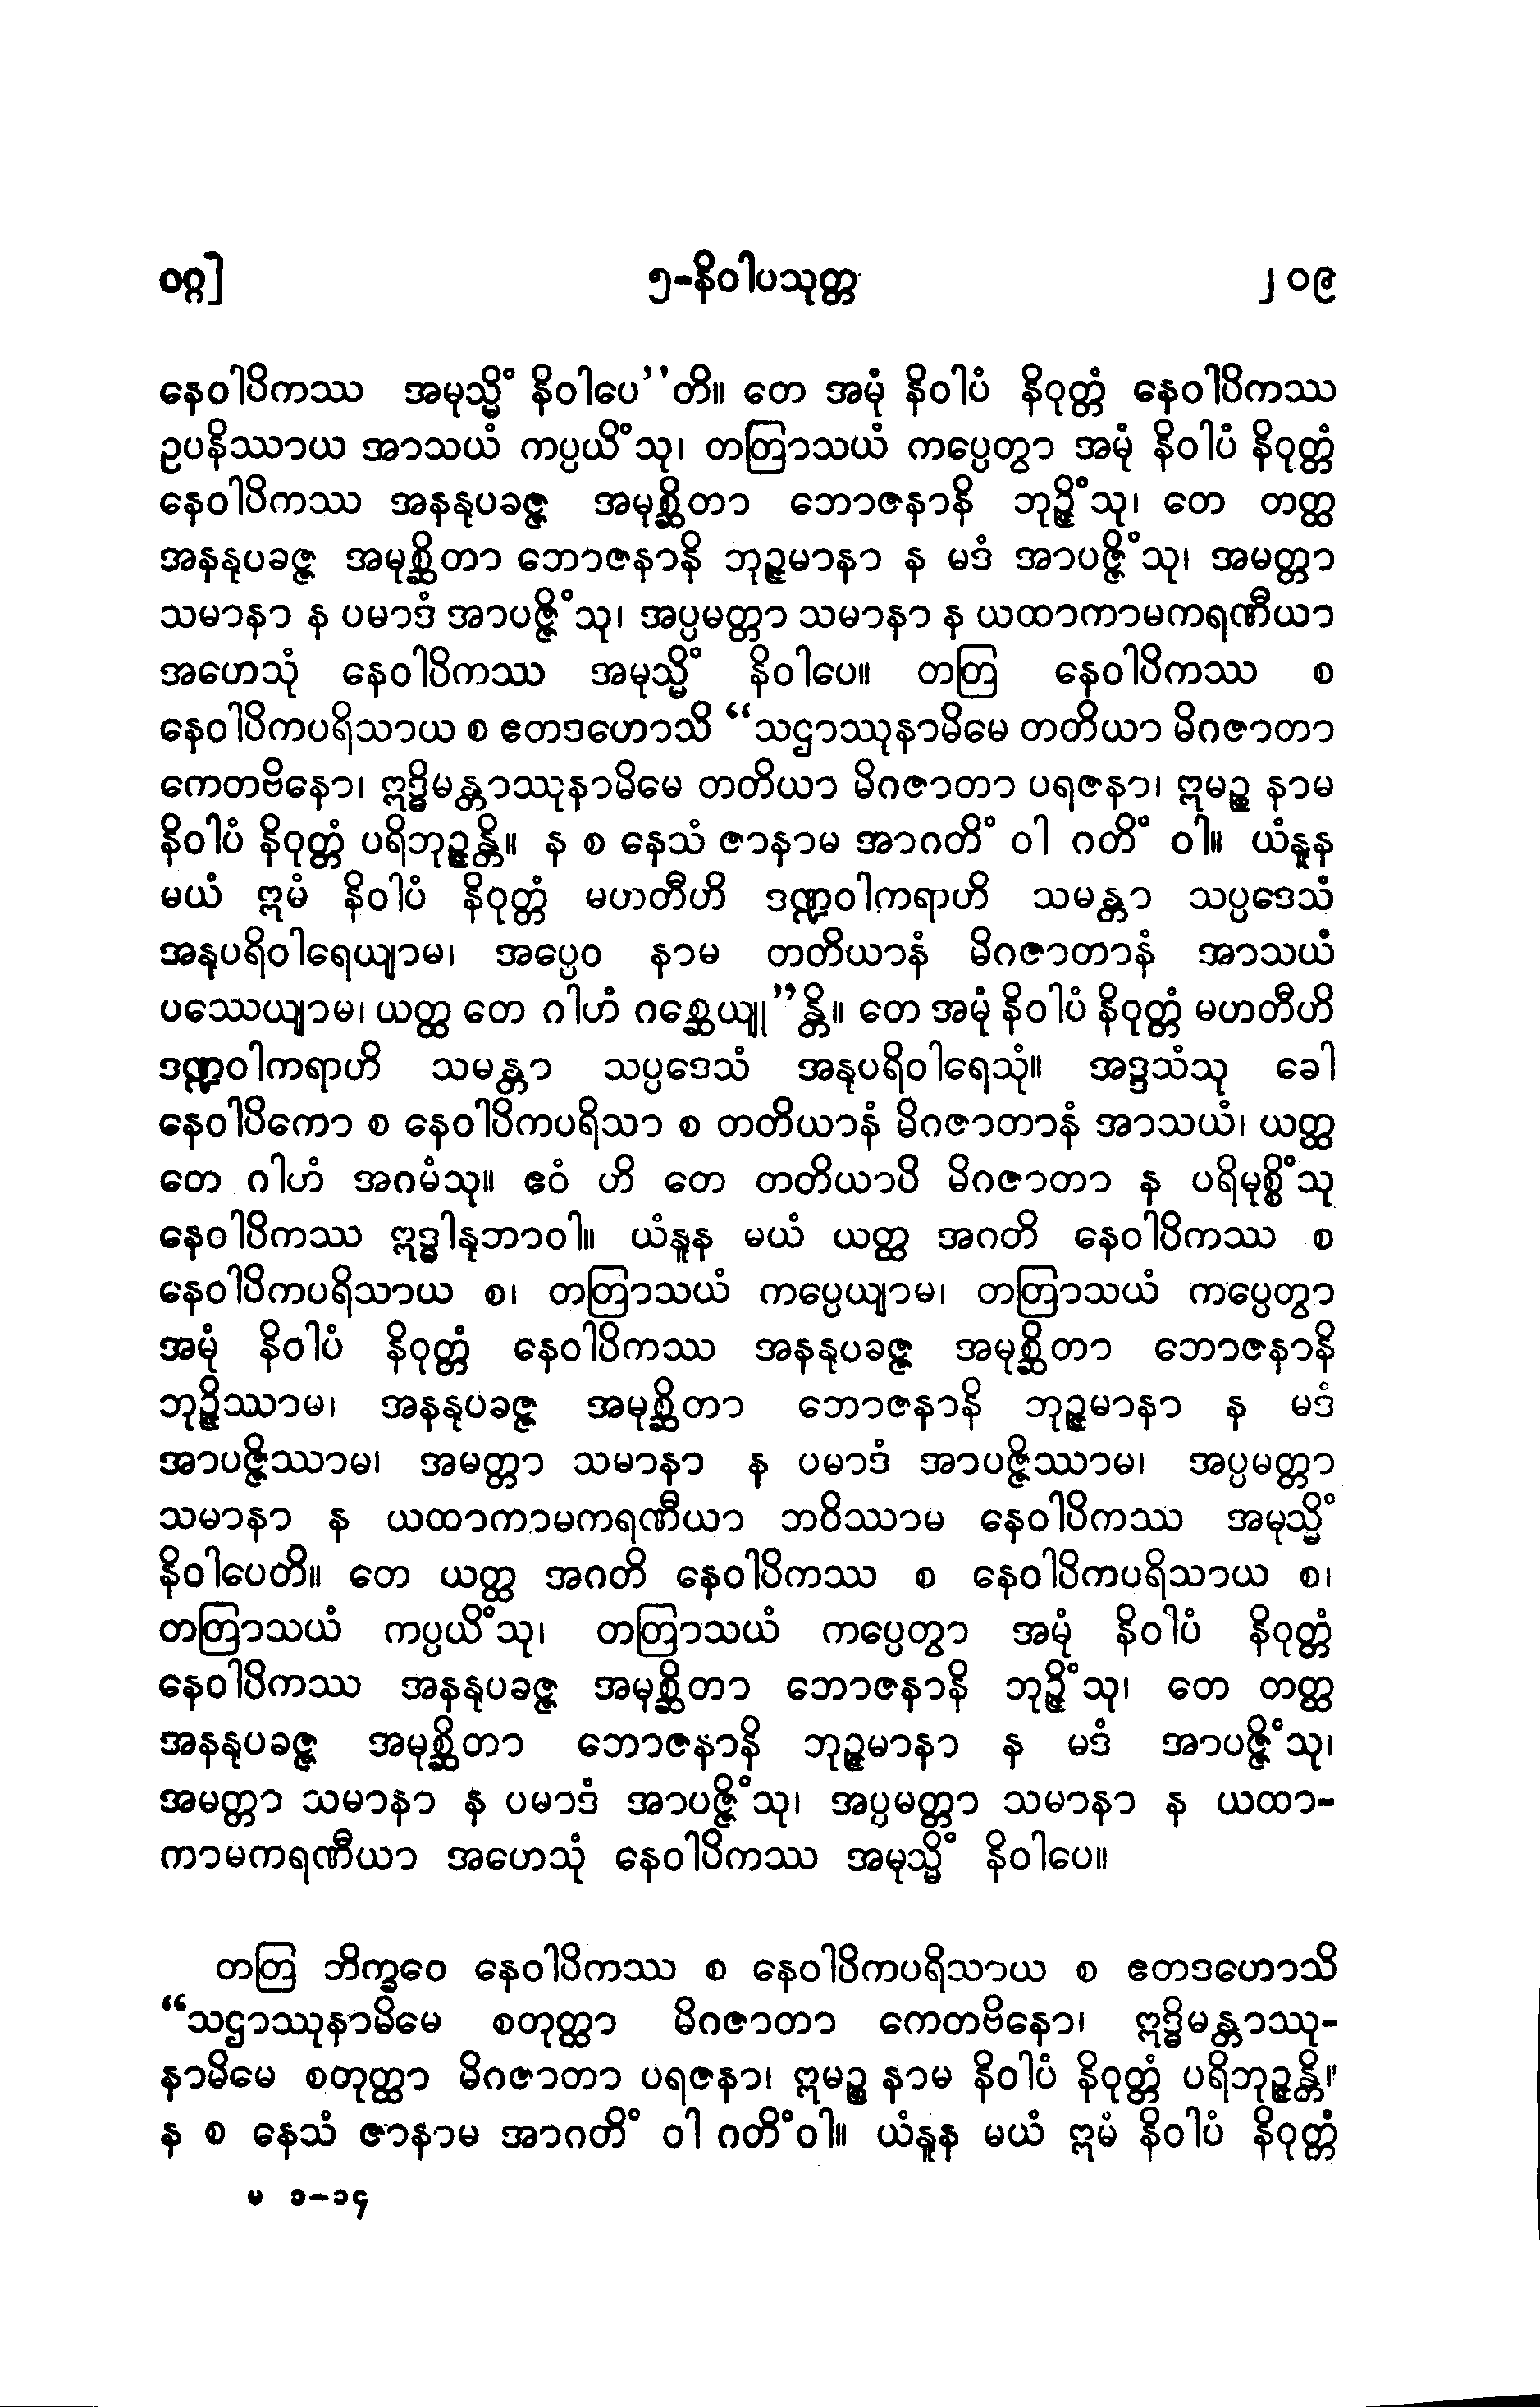 ဝဂ္ဂ] ၅-နိဝါပသုတ္တ ၂၀၉
နေဝါပိကဿ အမုသ္မိံ နိဝါပေ’’တိ။ တေ အမုံ နိဝါပံ နိဝုတ္တံ နေဝါပိကဿ
ဥပနိဿာယ အာသယံ ကပ္ပယိံသု၊ တတြာသယံ ကပ္ပေတွာ အမုံ နိဝါပံ နိဝုတ္တံ
နေဝါပိကဿ အနနုပခဇ္ဇ အမုစ္ဆိတာ ဘောဇနာနိ ဘုဉ္ဇိံသု၊ တေ တတ္ထ
အနနုပခဇ္ဇ အမုစ္ဆိတာ ဘောဇနာနိ ဘုဉ္ဇမာနာ န မဒံ အာပဇ္ဇိံသု၊ အမတ္တာ
သမာနာ န ပမာဒံ အာပဇ္ဇိံသု၊ အပ္ပမတ္တာ သမာနာ န ယထာကာမကရဏီယာ
အဟေသုံ နေဝါပိကဿ အမုသ္မိံ နိဝါပေ။ တတြ နေဝါပိကဿ စ
နေဝါပိကပရိသာယ စ ဧတဒဟောသိ “သဌာဿုနာမိမေ တတိယာ မိဂဇာတာ
ကေတဗိနော၊ ဣဒ္ဓိမန္တာဿုနာမိမေ တတိယာ မိဂဇာတာ ပရဇနာ၊ ဣမဉ္စ နာမ
နိဝါပံ နိဝုတ္တံ ပရိဘုဉ္ဇန္တိ။ န စ နေသံ ဇာနာမ အာဂတိံ ဝါ ဂတိံ ဝါ။ ယံနူန
မယံ ဣမံ နိဝါပံ နိဝုတ္တံ မဟတီဟိ ဒဏ္ဍဝါကရာဟိ သမန္တာ သပ္ပဒေသံ
အနုပရိဝါရေယျာမ၊ အပ္ပေဝ နာမ တတိယာနံ မိဂဇာတာနံ အာသယံ
ပဿေယျာမ၊ ယတ္ထ တေ ဂါဟံ ဂစ္ဆေယျု”န္တိ။ တေ အမုံ နိဝါပံ နိဝုတ္တံ မဟတီဟိ
ဒဏ္ဍဝါကရာဟိ သမန္တာ သပ္ပဒေသံ အနုပရိဝါရေသုံ။ အဒ္ဒသံသု ခေါ
နေဝါပိကော စ နေဝါပိကပရိသာ စ တတိယာနံ မိဂဇာတာနံ အာသယံ၊ ယတ္ထ
တေ ဂါဟံ အဂမံသု။ ဧဝံ ဟိ တေ တတိယာပိ မိဂဇာတာ န ပရိမုစ္စိံသု
နေဝါပိကဿ ဣဒ္ဓါနုဘာဝါ။ ယံနူန မယံ ယတ္ထ အဂတိ နေဝါပိကဿ စ
နေဝါပိကပရိသာယ စ၊ တတြာသယံ ကပ္ပေယျာမ၊ တတြာသယံ ကပ္ပေတွာ
အမုံ နိဝါပံ နိဝုတ္တံ နေဝါပိကဿ အနနုပခဇ္ဇ အမုစ္ဆိတာ ဘောဇနာနိ
ဘုဉ္ဇိဿာမ၊ အနနုပခဇ္ဇ အမုစ္ဆိတာ ဘောဇနာနိ ဘုဉ္ဇမာနာ န မဒံ
အာပဇ္ဇိဿာမ၊ အမတ္တာ သမာနာ န ပမာဒံ အာပဇ္ဇိဿာမ၊ အပ္ပမတ္တာ
သမာနာ န ယထာကာမကရဏီယာ ဘဝိဿာမ နေဝါပိကဿ အမုသ္မိံ
နိဝါပေတိ။ တေ ယတ္ထ အဂတိ နေဝါပိကဿ စ နေဝါပိကပရိသာယ စ၊
တတြာသယံ ကပ္ပယိံသု၊ တတြာသယံ ကပ္ပေတွာ အမုံ နိဝါပံ နိဝုတ္တံ
နေဝါပိကဿ အနနုပခဇ္ဇ အမုစ္ဆိတာ ဘောဇနာနိ ဘုဉ္ဇိံသု၊ တေ တတ္ထ
အနနုပခဇ္ဇ အမုစ္ဆိတာ ဘောဇနာနိ ဘုဉ္ဇမာနာ န မဒံ အာပဇ္ဇိံသု၊
အမတ္တာ သမာနာ န ပမာဒံ အာပဇ္ဇိံသု၊ အပ္ပမတ္တာ သမာနာ န ယထာ-
ကာမကရဏီယာ အဟေသုံ နေဝါပိကဿ အမုသ္မိံ နိဝါပေ။
တတြ ဘိက္ခဝေ နေဝါပိကဿ စ နေဝါပိကပရိသာယ စ ဧတဒဟောသိ
“သဌာဿုနာမိမေ စတုတ္ထာ မိဂဇာတာ ကေတဗိနော၊ ဣဒ္ဓိမန္တာဿု-
နာမိမေ စတုတ္ထာ မိဂဇာတာ ပရဇနာ၊ ဣမဉ္စ နာမ နိဝါပံ နိဝုတ္တံ ပရိဘုဉ္ဇန္တိ။
န စ နေသံ ဇာနာမ အာဂတိံ ဝါ ဂတိံဝါ။ ယံနူန မယံ ဣမံ နိဝါပံ နိဝုတ္တံ
မ ၁-၁၄